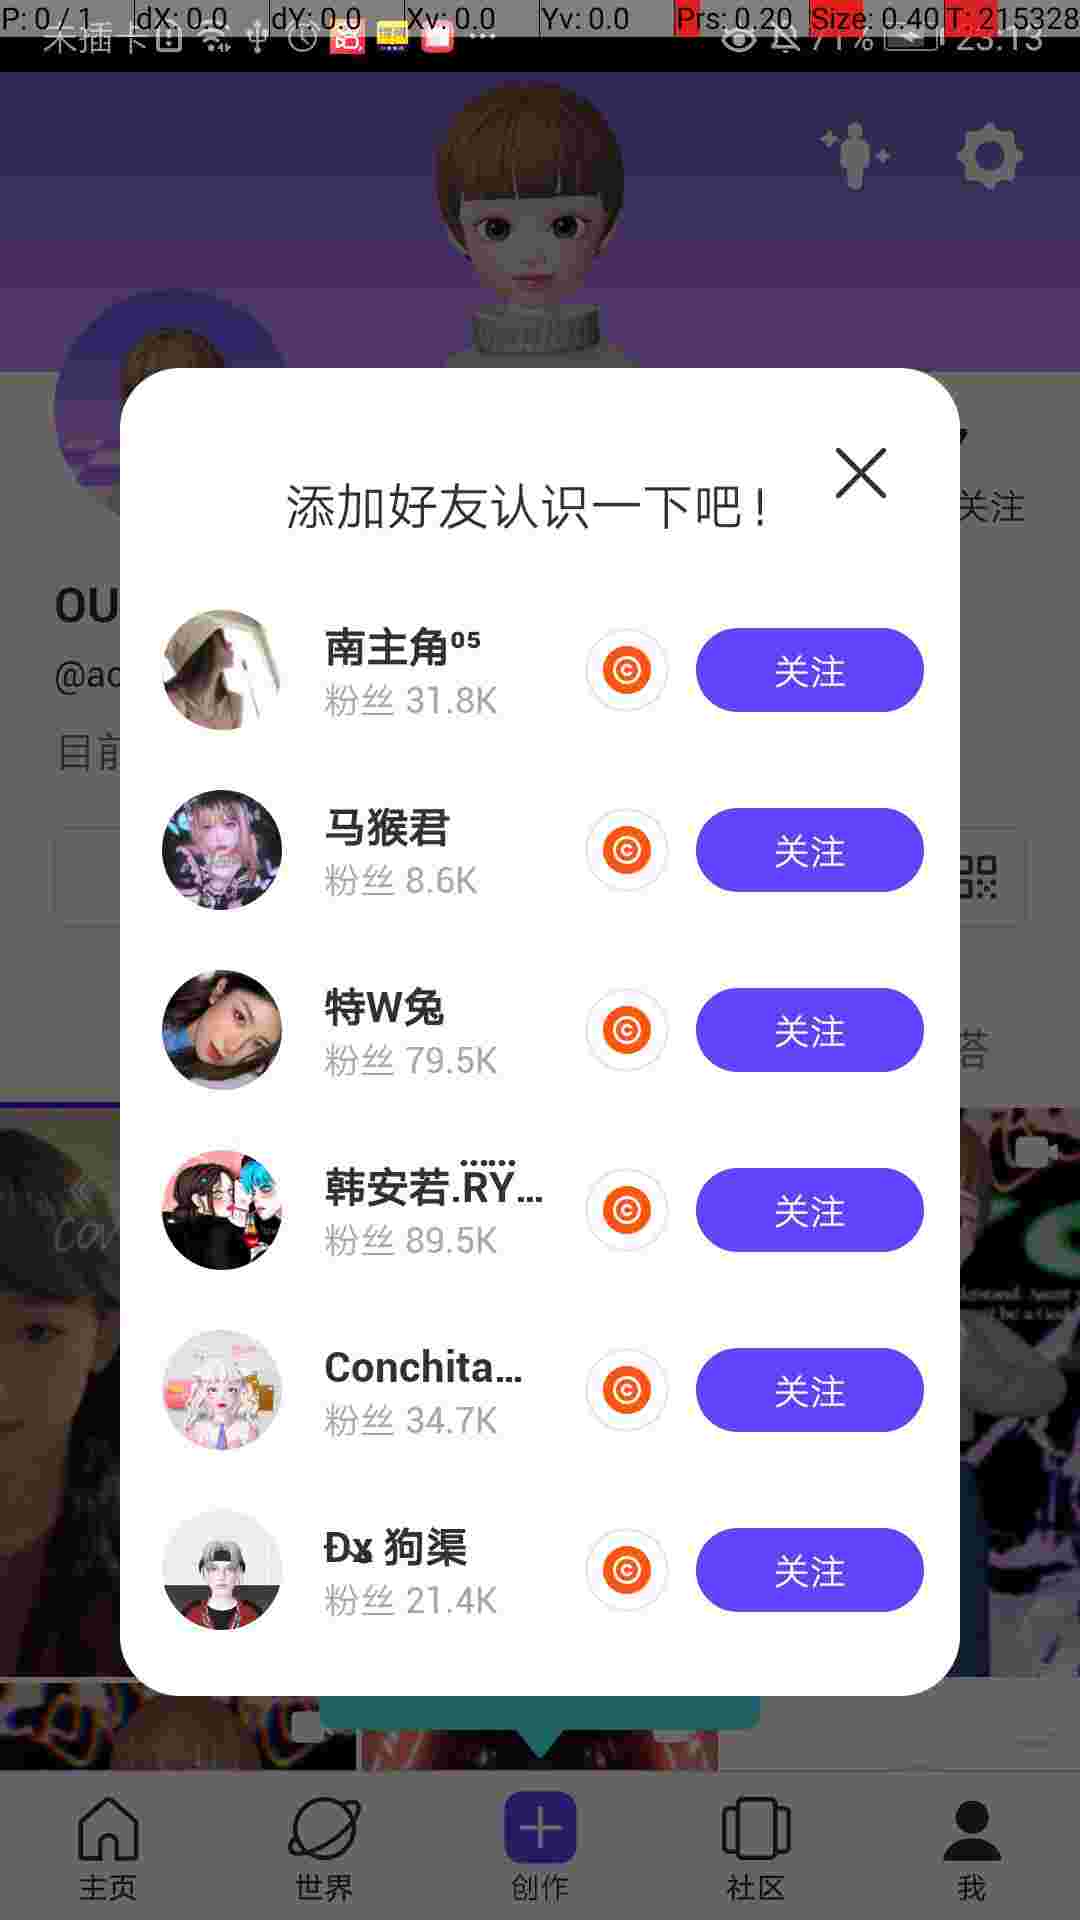 P: 0 / 1 dX: 0.0 dY: 0.0 Xv: 0.0 Yv: 0.0 Prs: 0.20 Size: 0.40 T: 215328
未插卡 71% 23:13
关注
OU
目前
添加好友认识一下吧!
南主角⁰⁵
粉丝 31.8K
关注
马猴君
粉丝 8.6K
关注
特W兔
粉丝 79.5K
关注
韩安若.RY...
粉丝 89.5K
关注
Conchita...
粉丝 34.7K
关注
Dx 狗渠
粉丝 21.4K
关注
答
主页
世界
创作
社区
我